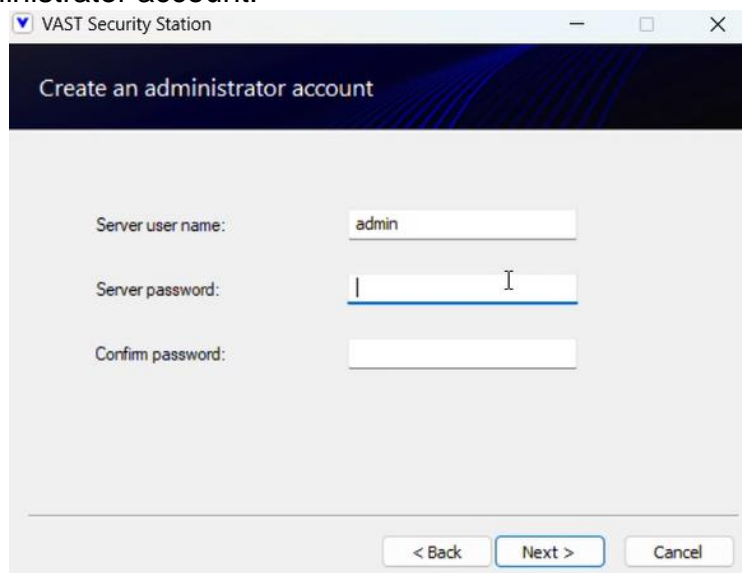 VAST Security Station
Create an administrator account
Server user name: admin
Server password:
Confirm password:
< Back Next > Cancel